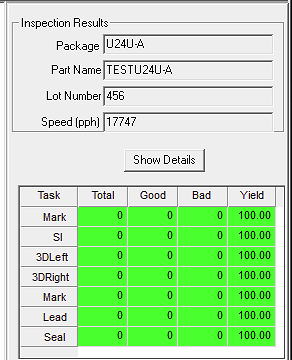 Inspection Results
Package U24U-A
Part Name TESTU24U-A
Lot Number 456
Speed (pph) 17747
Show Details
Task Total Good Bad Yield
Mark 0 0 0 100.00
SI 0 0 0 100.00
3DLeft 0 0 0 100.00
3DRight 0 0 0 100.00
Mark 0 0 0 100.00
Lead 0 0 0 100.00
Seal 0 0 0 100.00